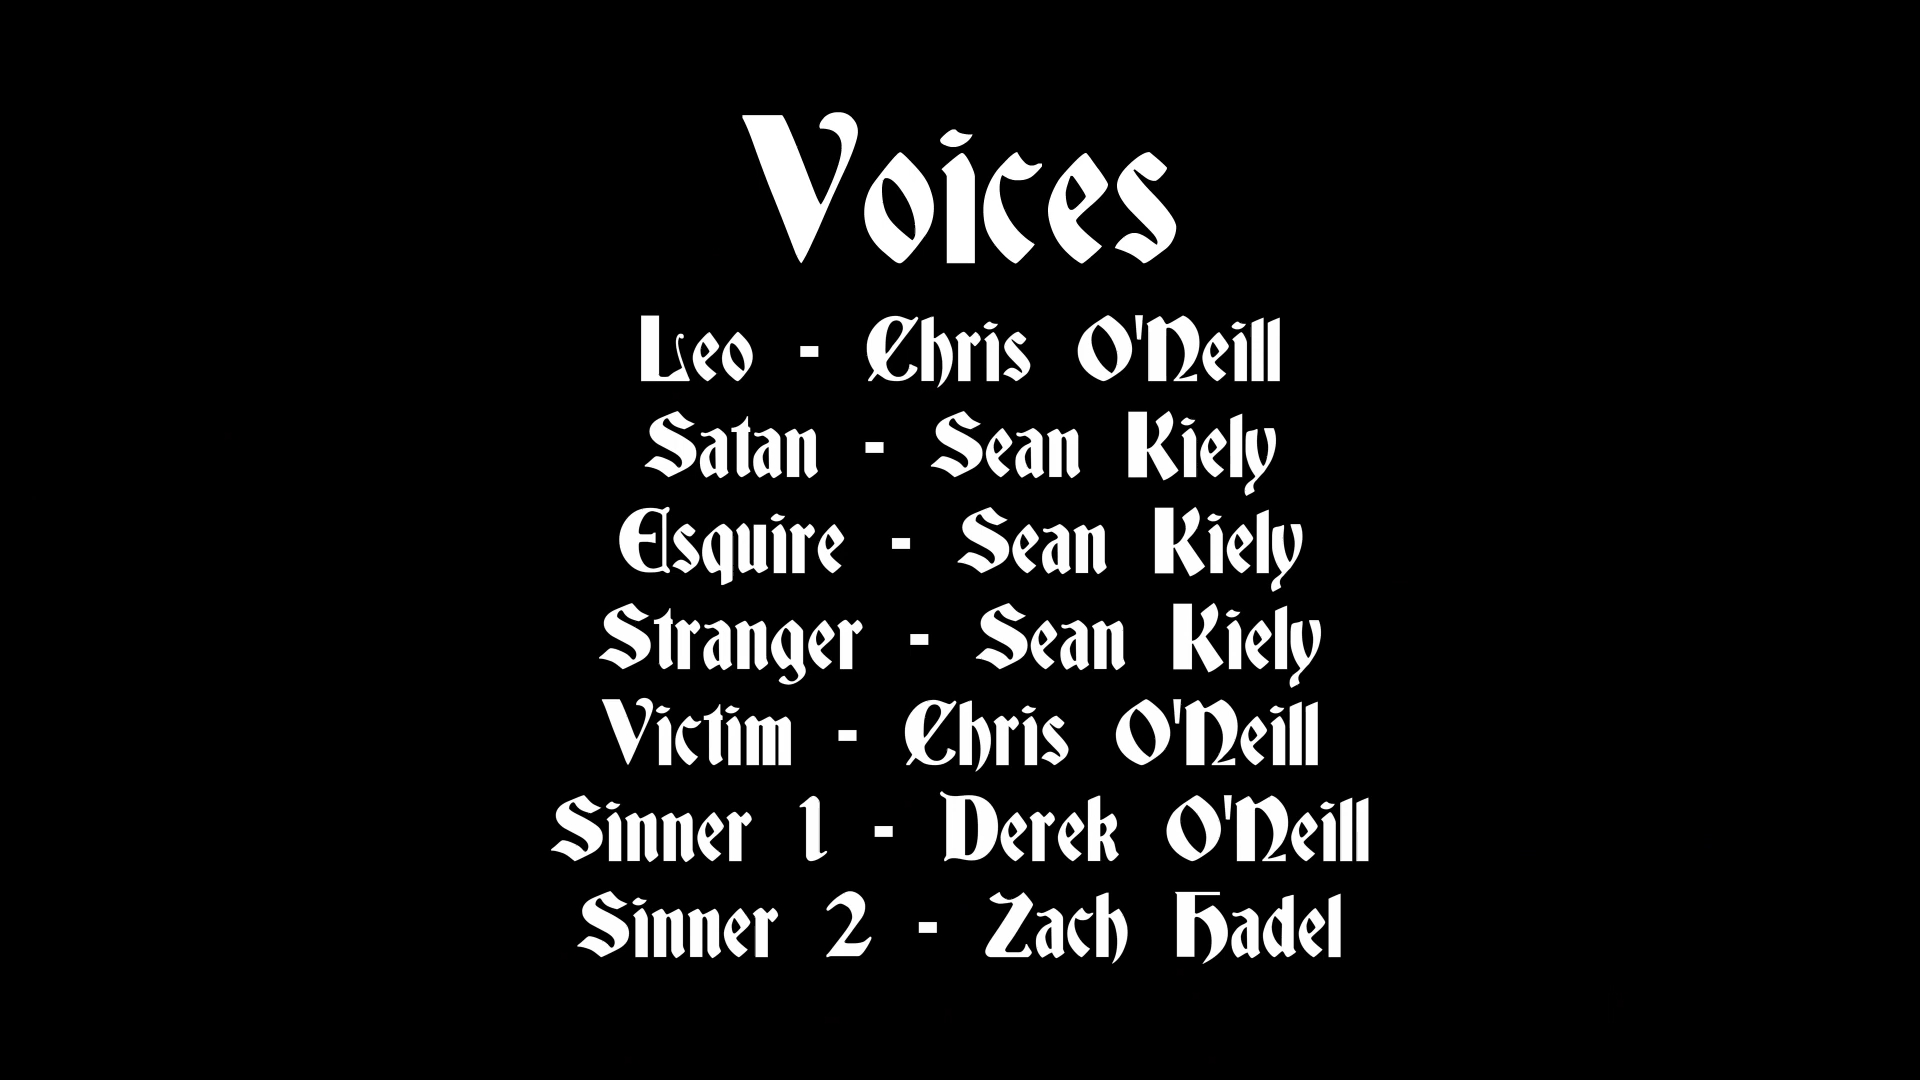 Voices
Leo - Chris O'Neill
Satan - Sean Kiely
Esquire - Sean Kiely
Stranger - Sean Kiely
Victim - Chris O'Neill
Sinner 1 - Derek O'Neill
Sinner 2 - Zach Hadel